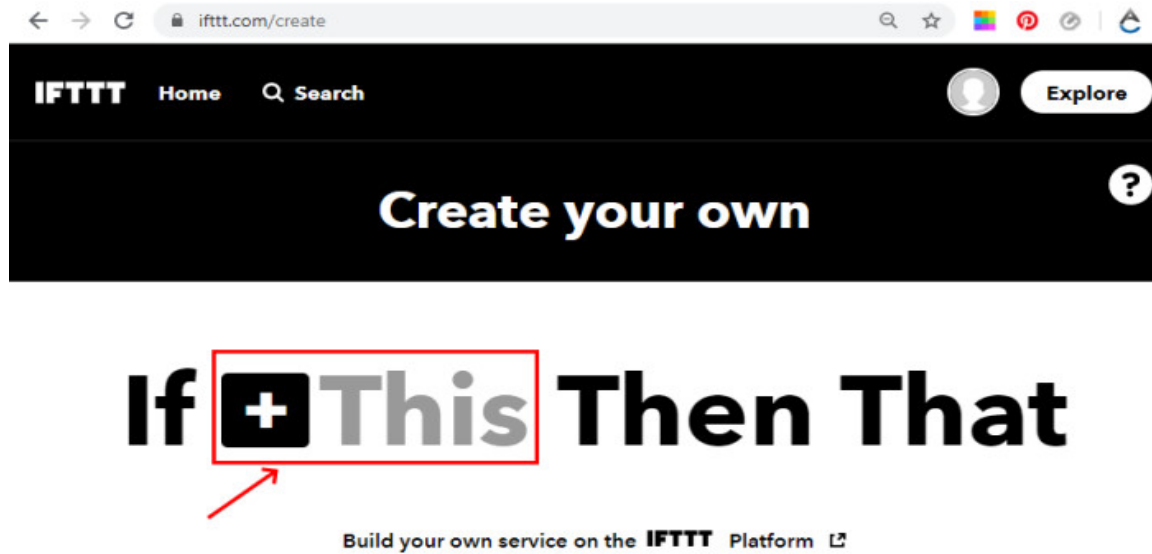 ifttt.com/create
IFTTT Home Search Explore
?
Create your own
If + This Then That
Build your own service on the IFTTT Platform